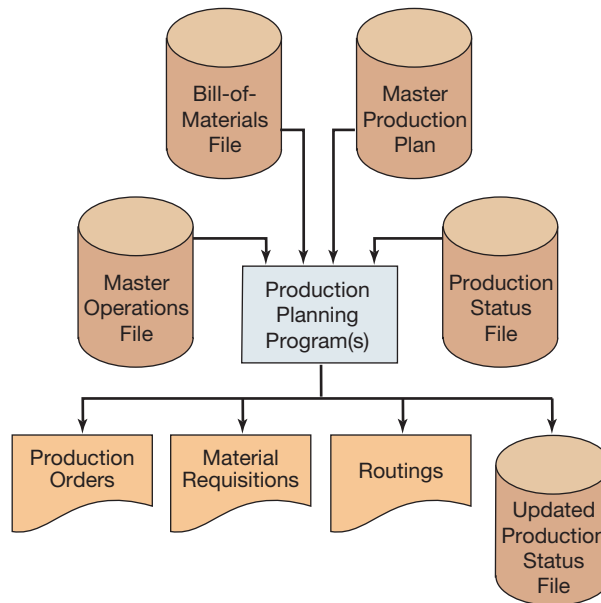 Bill-of-
Materials
File
Master
Production
Plan
Master
Operations
File
Production
Planning
Program(s)
Production
Status
File
Production
Orders
Material
Requisitions
Routings
Updated
Production
Status
File